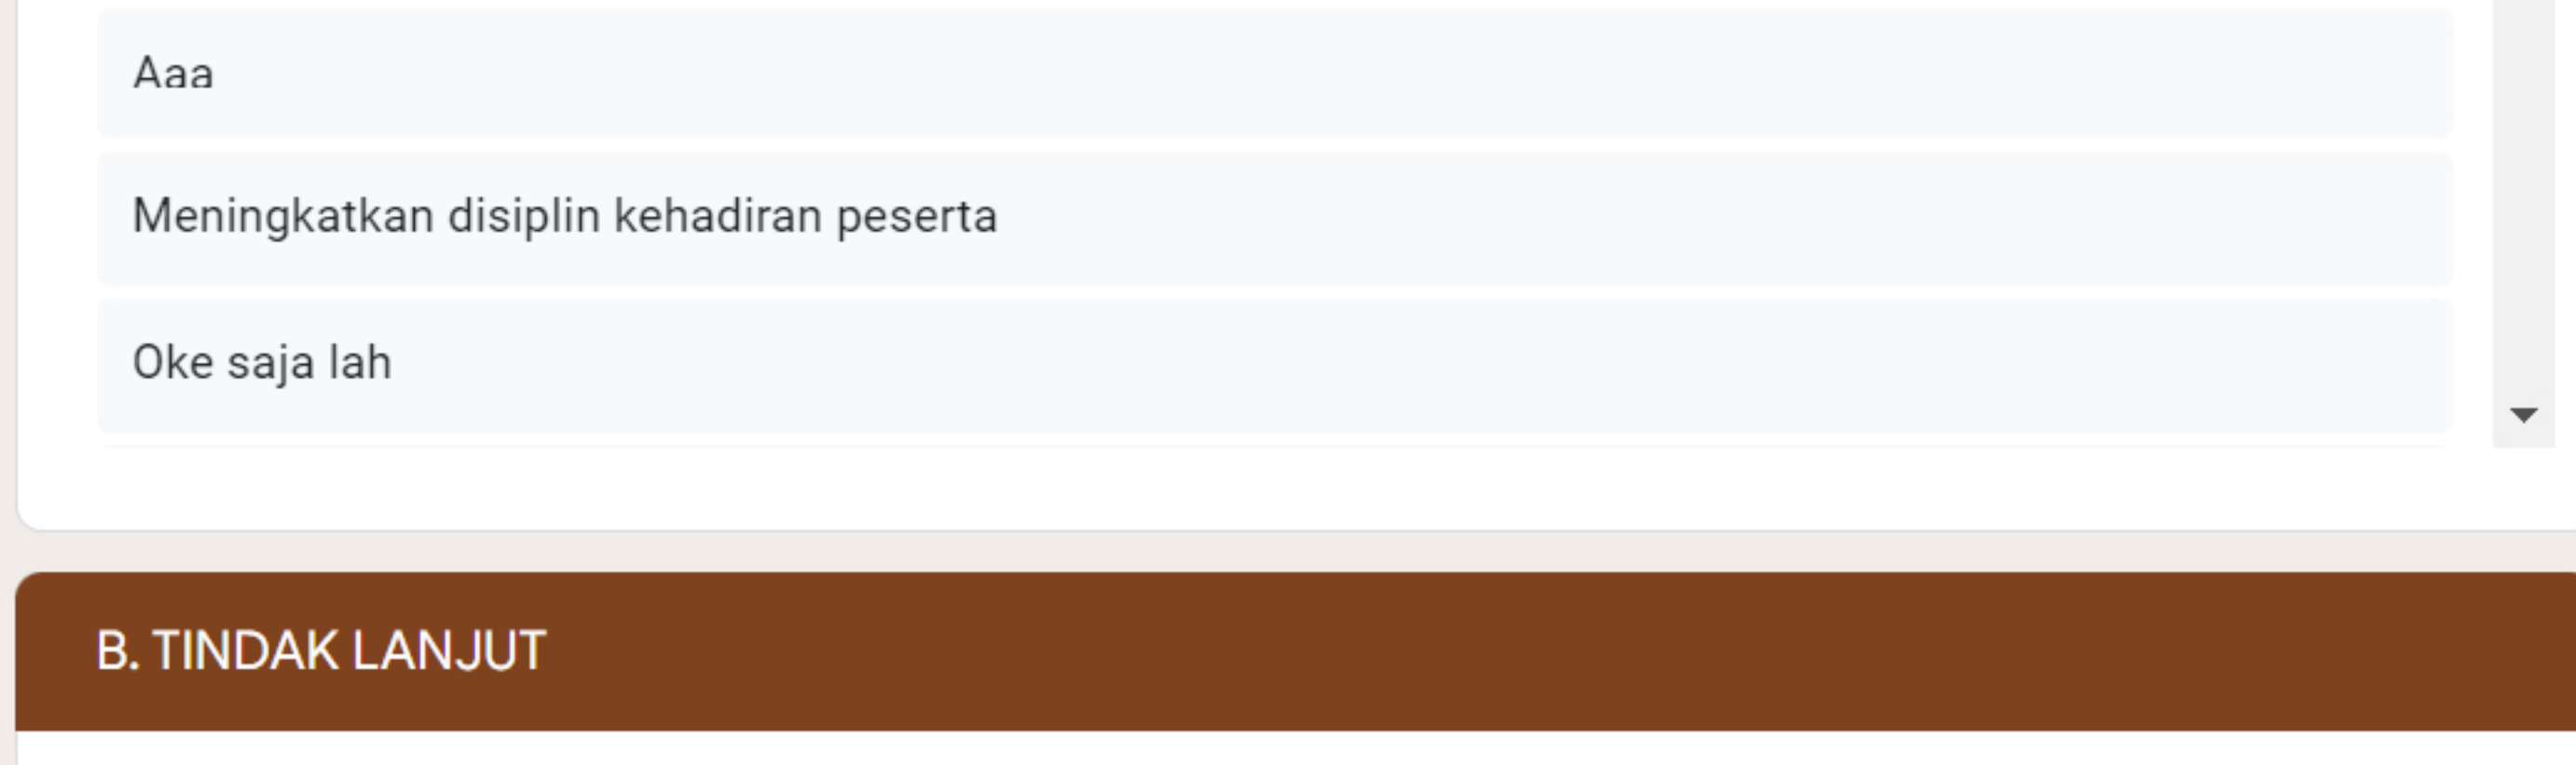 Aaa
Meningkatkan disiplin kehadiran peserta
Oke saja lah
B. TINDAK LANJUT